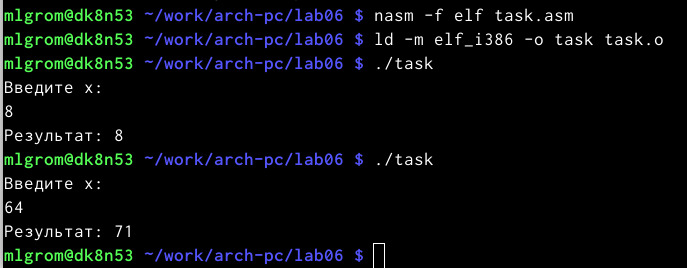 mlgrom@dk8n53 ~/work/arch-pc/lab06 $ nasm -f elf task.asm
mlgrom@dk8n53 ~/work/arch-pc/lab06 $ ld -m elf_i386 -o task task.o
mlgrom@dk8n53 ~/work/arch-pc/lab06 $ ./task
Введите x:
8
Результат: 8
mlgrom@dk8n53 ~/work/arch-pc/lab06 $ ./task
Введите x:
64
Результат: 71
mlgrom@dk8n53 ~/work/arch-pc/lab06 $